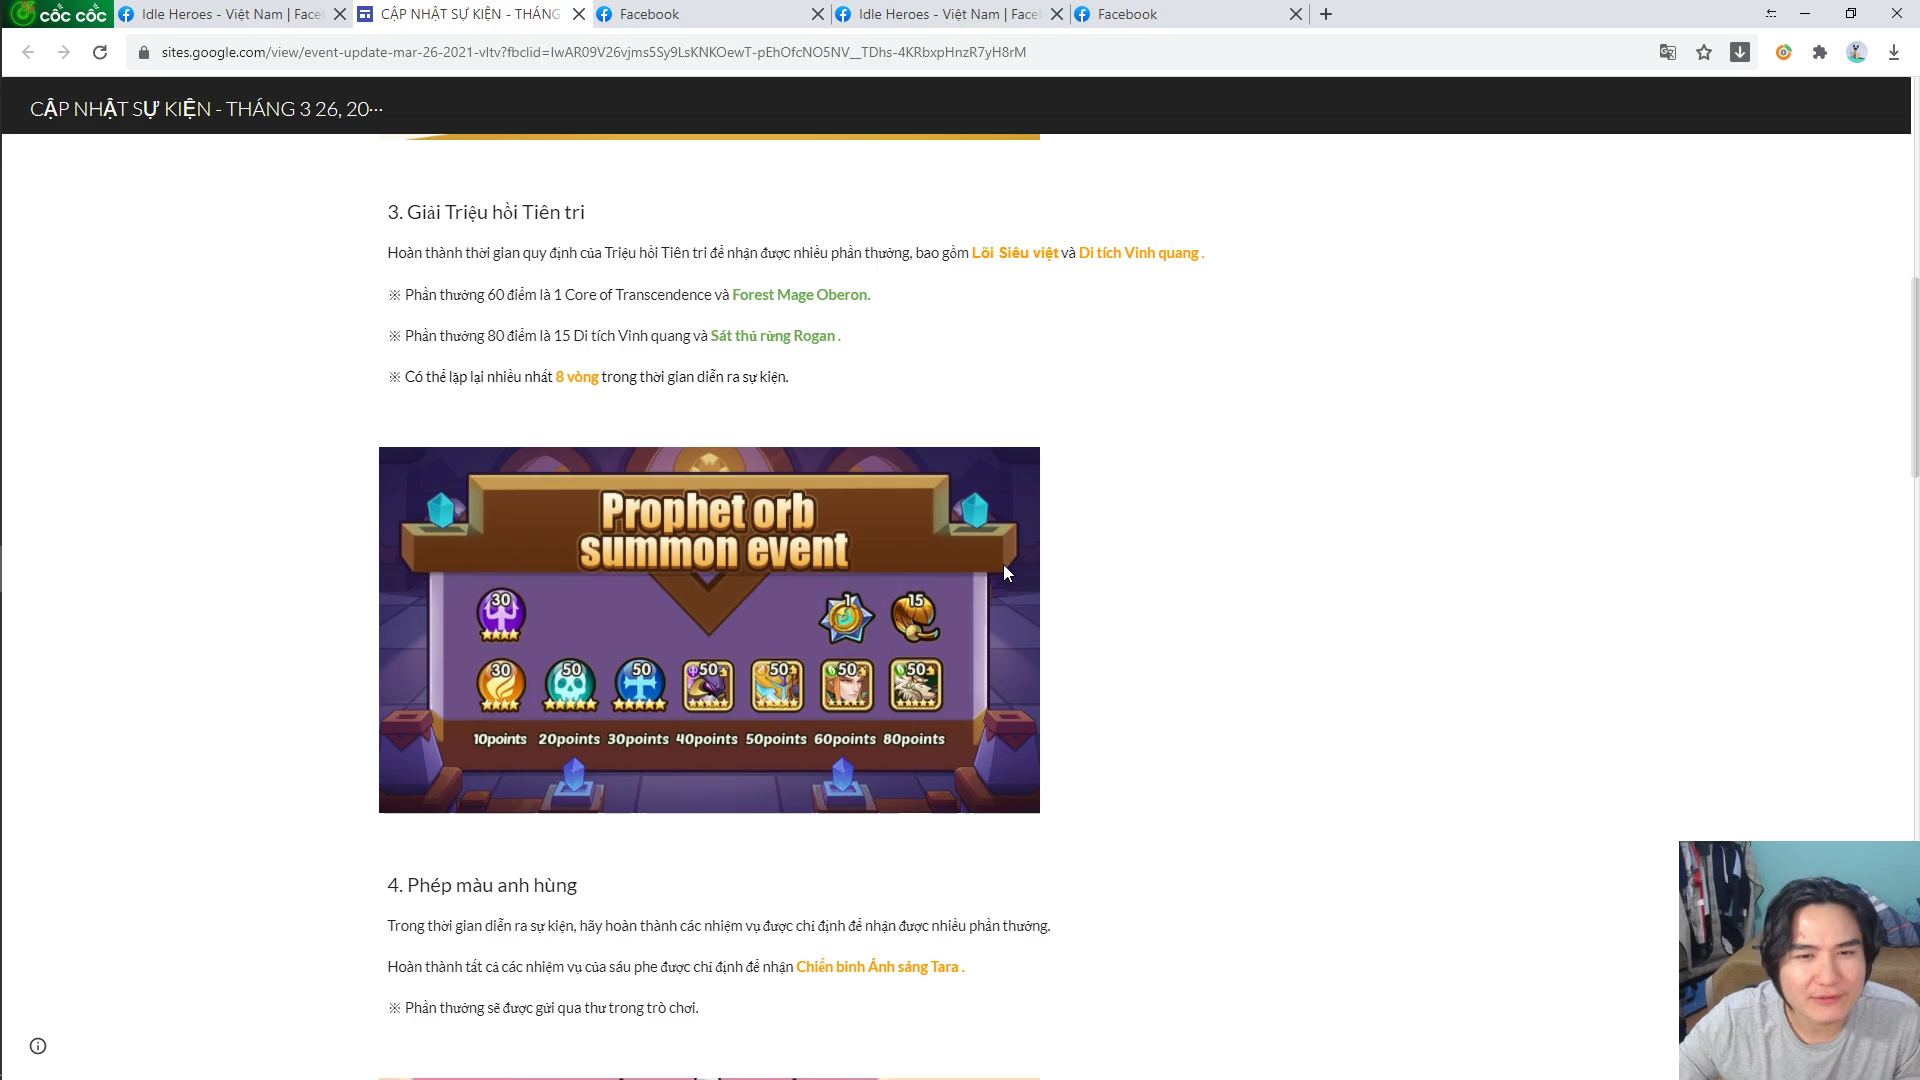 cốc cốc
Idle Heroes - Việt Nam | Face
CẬP NHẬT SỰ KIỆN - THÁNG
Facebook
Idle Heroes - Việt Nam | Face
Facebook
sites.google.com/view/event-update-mar-26-2021-vltv?fbclid=IwAR09V26vjms5Sy9LsKNKOewT-pEhOfcNO5NV__TDhs-4KRbxpHnzR7yH8rM
CẬP NHẬT SỰ KIỆN - THÁNG 3 26, 20···
3. Giải Triệu hồi Tiên tri
Hoàn thành thời gian quy định của Triệu hồi Tiên tri để nhận được nhiều phần thưởng, bao gồm Lõi Siêu việt và Di tích Vinh quang .
※ Phần thưởng 60 điểm là 1 Core of Transcendence và Forest Mage Oberon.
※ Phần thưởng 80 điểm là 15 Di tích Vinh quang và Sát thủ rừng Rogan .
※ Có thể lặp lại nhiều nhất 8 vòng trong thời gian diễn ra sự kiện.
Prophet orb
summon event
30 1 15
30 50 50 50 50 50 50
10points 20points 30points 40points 50points 60points 80points
4. Phép màu anh hùng
Trong thời gian diễn ra sự kiện, hãy hoàn thành các nhiệm vụ được chỉ định để nhận được nhiều phần thưởng.
Hoàn thành tất cả các nhiệm vụ của sáu phe được chỉ định để nhận Chiến binh Ánh sáng Tara .
※ Phần thưởng sẽ được gửi qua thư trong trò chơi.